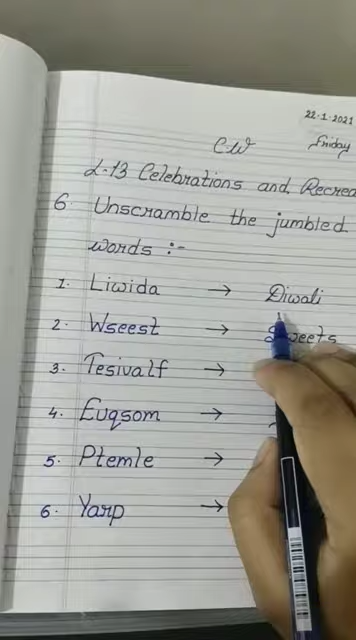 22.1.2021
CW Friday
L-13 Celebrations and Recrea
6. Unscramble the jumbled
words :-
1. Liwida → Diwali
2. Wseest → Sweets
3. Tesivalf →
4. Euqsom →
5. Ptemle →
6. Yarp →